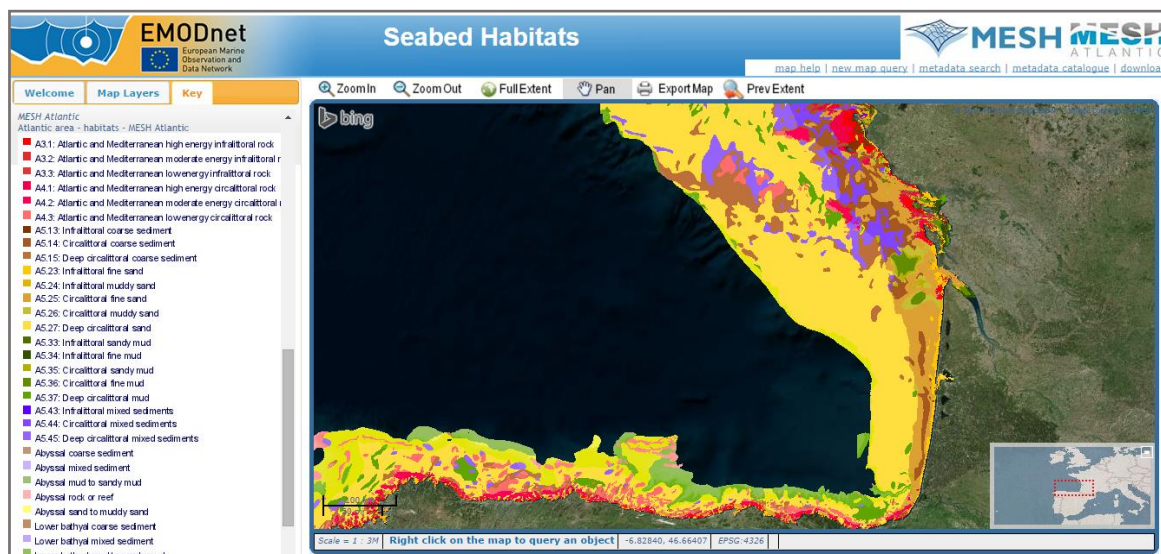 EMODnet
European Marine
Observation and
Data Network
Seabed Habitats
MESH MESH
ATLANTIC
map help | new map query | metadata search | metadata catalogue | downloa
Welcome Map Layers Key
Zoom In Zoom Out Full Extent Pan Export Map Prev Extent
MESH Atlantic
Atlantic area - habitats - MESH Atlantic
A3.1: Atlantic and Mediterranean high energy infralittoral rock
A3.2: Atlantic and Mediterranean moderate energy infralittoral r
A3.3: Atlantic and Mediterranean low energy infralittoral rock
A4.1: Atlantic and Mediterranean high energy circalittoral rock
A4.2: Atlantic and Mediterranean moderate energy circalittoral r
A4.3: Atlantic and Mediterranean low energy circalittoral rock
A5.13: Infralittoral coarse sediment
A5.14: Circalittoral coarse sediment
A5.15: Deep circalittoral coarse sediment
A5.23: Infralittoral fine sand
A5.24: Infralittoral muddy sand
A5.25: Circalittoral fine sand
A5.26: Circalittoral muddy sand
A5.27: Deep circalittoral sand
A5.33: Infralittoral sandy mud
A5.34: Infralittoral fine mud
A5.35: Circalittoral sandy mud
A5.36: Circalittoral fine mud
A5.37: Deep circalittoral mud
A5.43: Infralittoral mixed sediments
A5.44: Circalittoral mixed sediments
A5.45: Deep circalittoral mixed sediments
Abyssal coarse sediment
Abyssal mixed sediment
Abyssal mud to sandy mud
Abyssal rock or reef
Abyssal sand to muddy sand
Lower bathyal coarse sediment
Lower bathyal mixed sediment
bing
Scale = 1 : 3M Right click on the map to query an object -6.82840, 46.66407 EPSG:4326